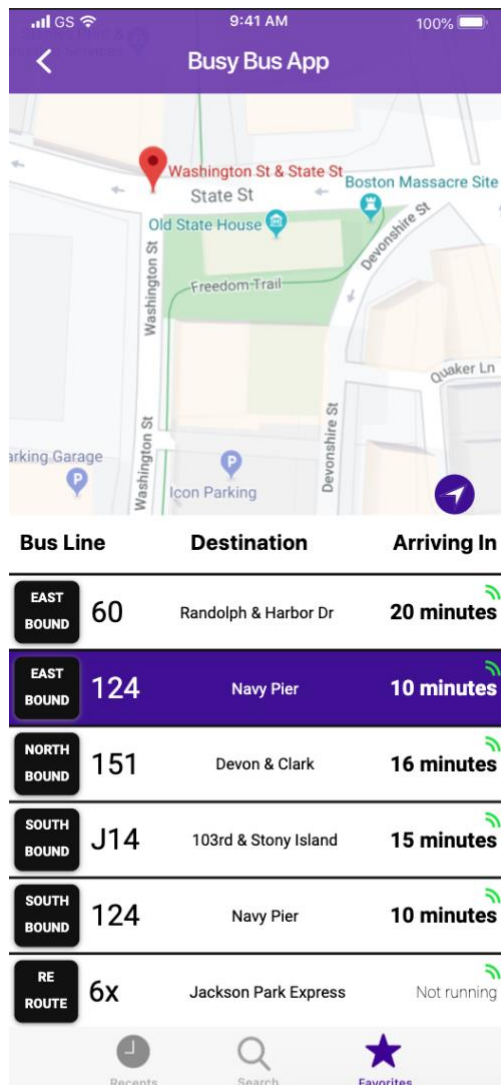 GS
9:41 AM
100%
Busy Bus App
Washington St & State St
State St
Boston Massacre Site
Old State House
Devonshire St
Washington St
Freedom Trail
Quaker Ln
Devonshire St
Washington St
arking Garage
P
P
Icon Parking
Bus Line Destination Arriving In
EAST
BOUND
60
Randolph & Harbor Dr
20 minutes
EAST
BOUND
124
Navy Pier
10 minutes
NORTH
BOUND
151
Devon & Clark
16 minutes
SOUTH
BOUND
J14
103rd & Stony Island
15 minutes
SOUTH
BOUND
124
Navy Pier
10 minutes
RE
ROUTE
6x
Jackson Park Express
Not running
Recents
Search
Favorites